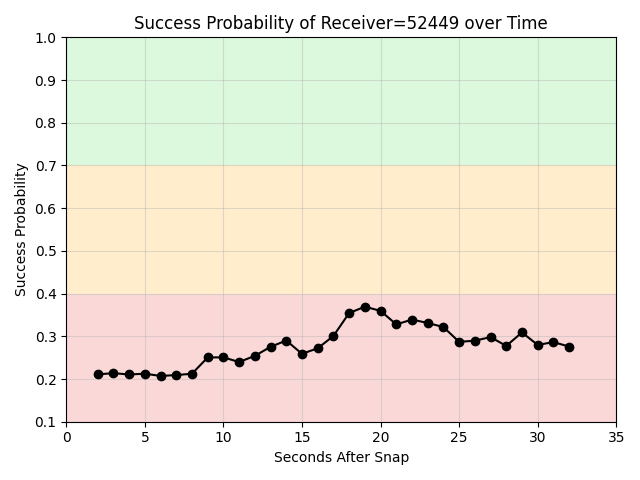 Success Probability of Receiver=52449 over Time
1.0
0.9
0.8
0.7
0.6
0.5
0.4
0.3
0.2
0.1
Success Probability
0 5 10 15 20 25 30 35
Seconds After Snap